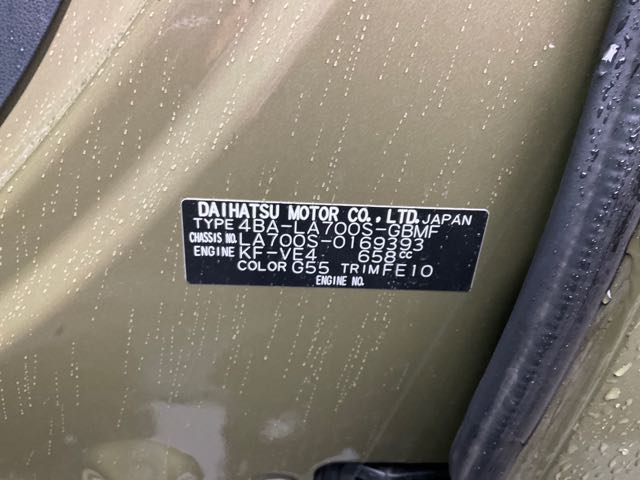 DAIHATSU MOTOR CO.,LTD.JAPAN
TYPE 4BA-LA700S-GBMF
CHASSIS NO.LA700S-0169393
ENGINE KF-VE4 658cc
COLOR G55 TRIM FE10
ENGINE NO.